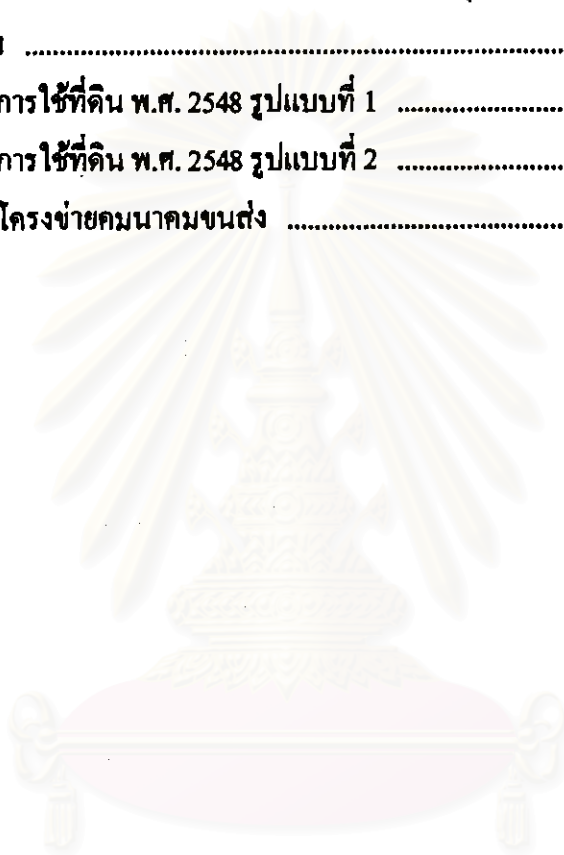 การใช้ที่ดิน พ.ศ. 2548 รูปแบบที่ 1 ........................
การใช้ที่ดิน พ.ศ. 2548 รูปแบบที่ 2 ........................
โครงข่ายคมนาคมขนส่ง ........................................